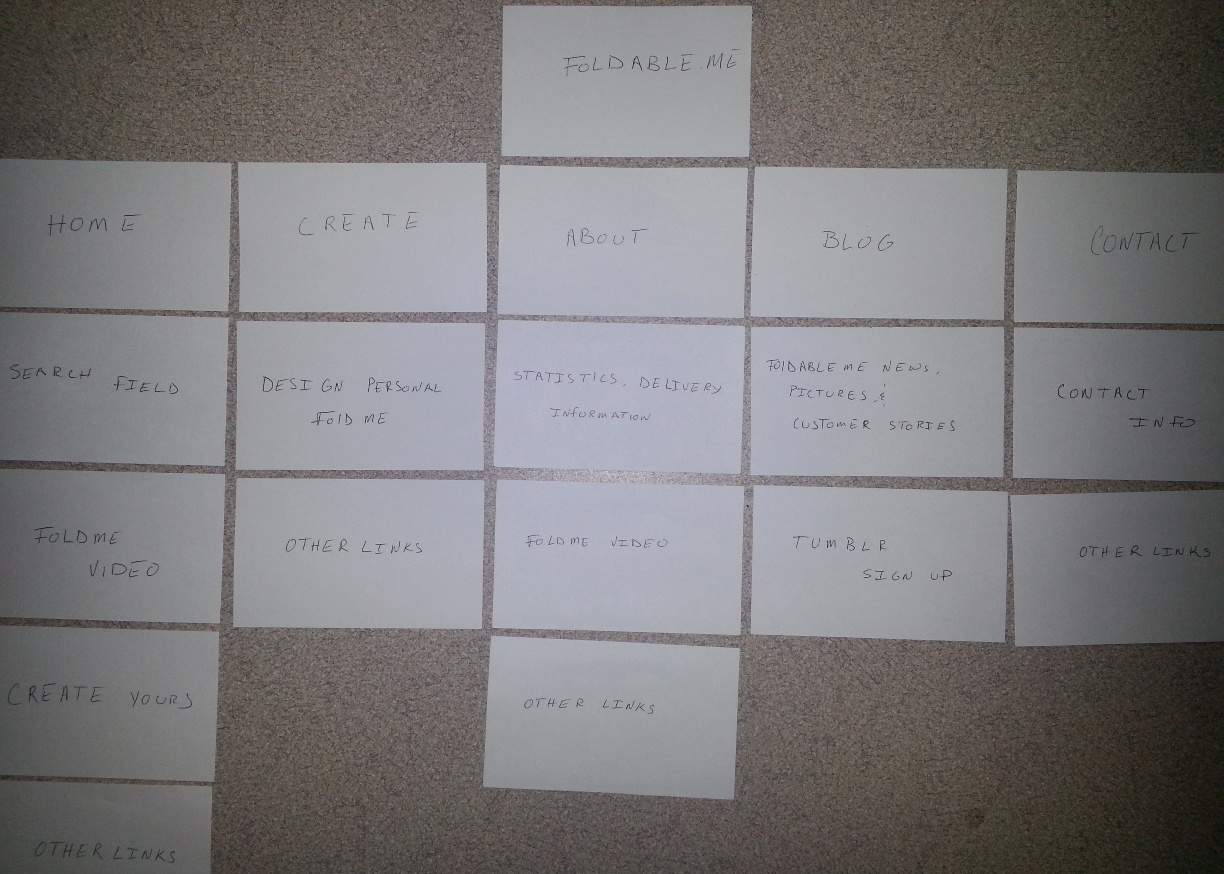 FOLDABLE.ME
HOME
CREATE
ABOUT
BLOG
CONTACT
SEARCH FIELD
DESIGN PERSONAL
FOLD ME
STATISTICS, DELIVERY
INFORMATION
FOLDABLE ME NEWS,
PICTURES, &
CUSTOMER STORIES
CONTACT
INFO
FOLDME
VIDEO
OTHER LINKS
FOLDME VIDEO
TUMBLR
SIGN UP
OTHER LINKS
CREATE YOURS
OTHER LINKS
OTHER LINKS